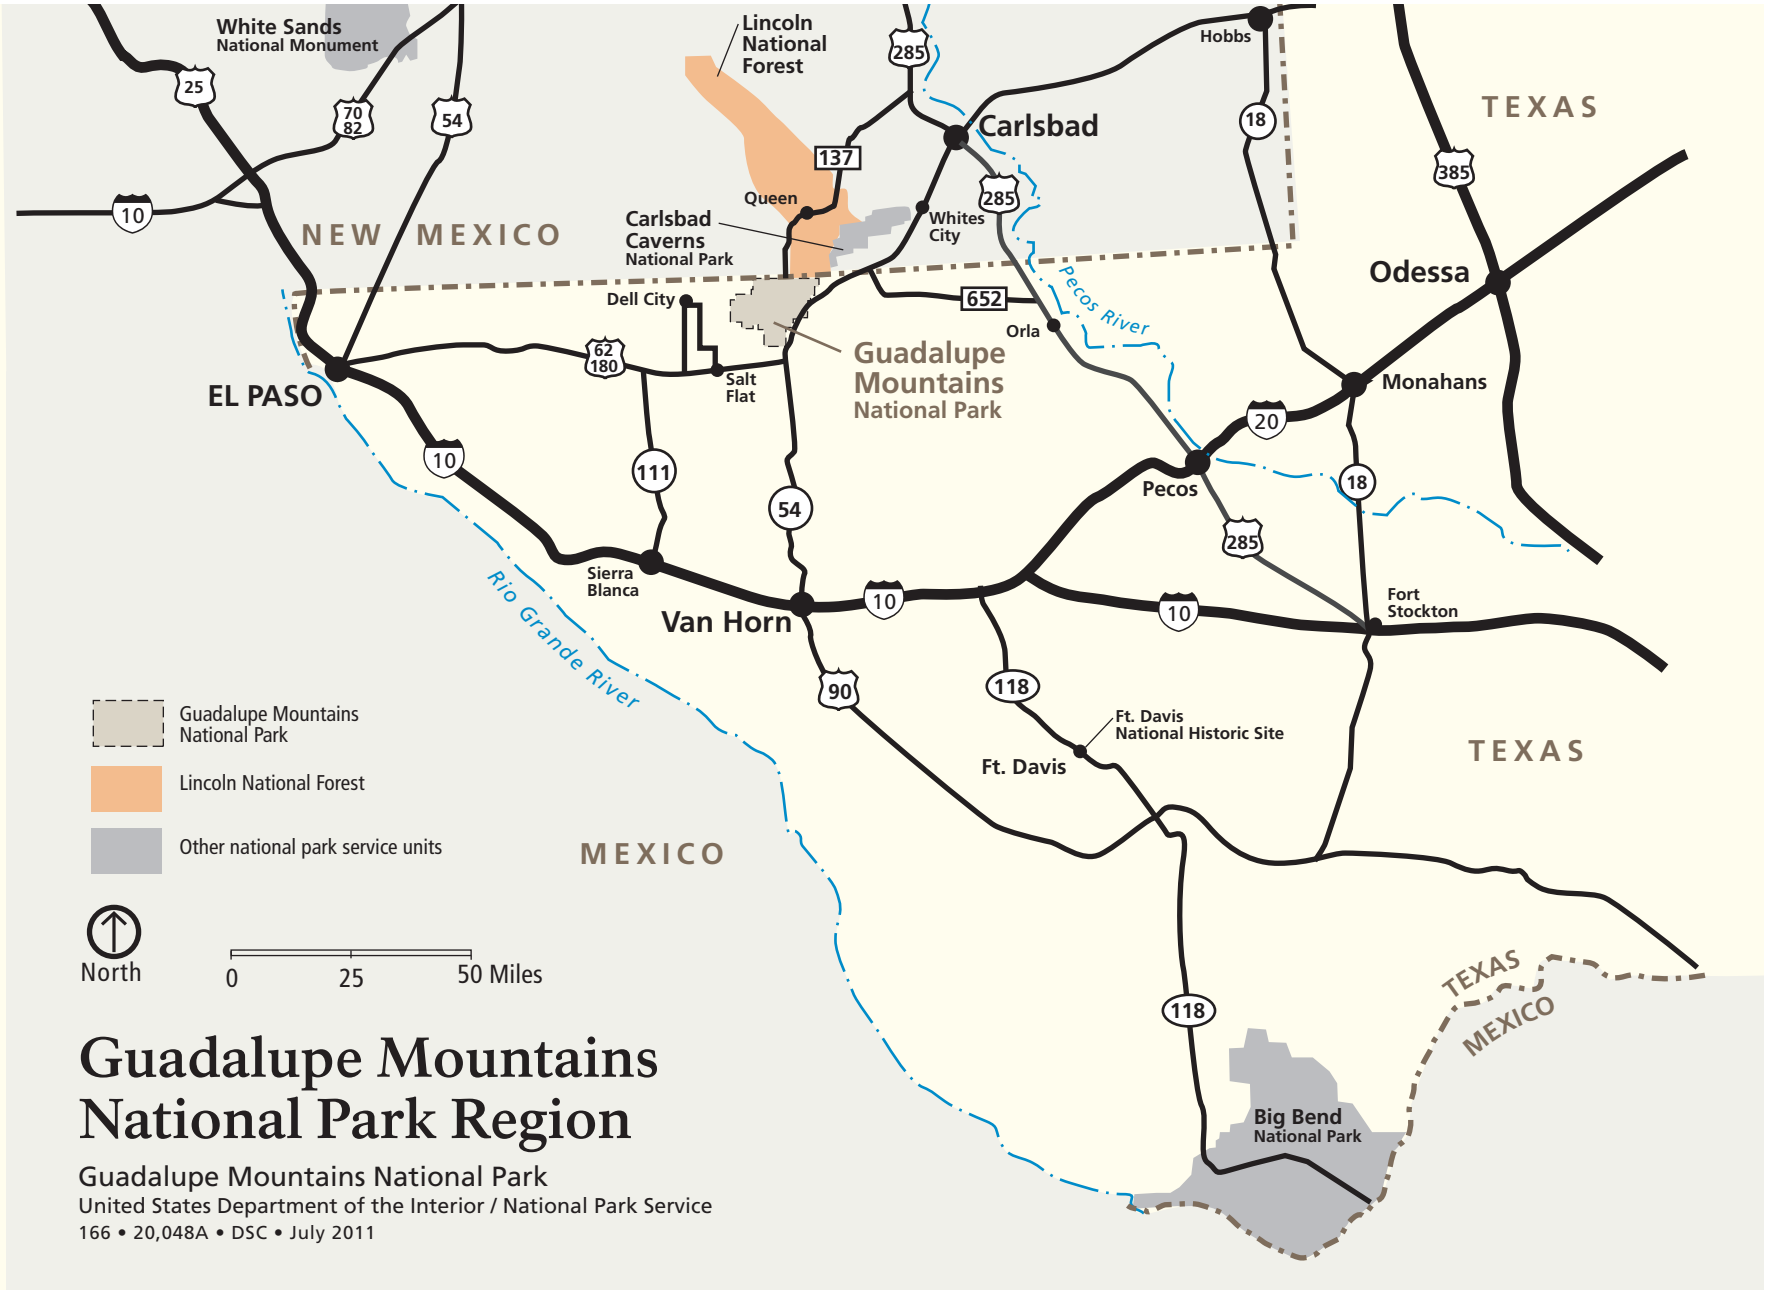 White Sands
National Monument
Lincoln
National
Forest
285
Hobbs
25
70
82
54
18
TEXAS
Carlsbad
137
385
285
Queen
10
Carlsbad
Caverns
National Park
Whites
City
NEW MEXICO
Odessa
Pecos River
Dell City
652
Orla
62
180
Guadalupe
Mountains
National Park
Salt
Flat
Monahans
EL PASO
20
10
111
18
Pecos
54
285
Sierra
Blanca
Rio Grande River
10
10
Fort
Stockton
Van Horn
118
90
Ft. Davis
National Historic Site
Ft. Davis
TEXAS
Guadalupe Mountains
National Park
Lincoln National Forest
Other national park service units
MEXICO
North
0
25
50 Miles
TEXAS
MEXICO
118
Big Bend
National Park
Guadalupe Mountains
National Park Region
Guadalupe Mountains National Park
United States Department of the Interior / National Park Service
166 • 20,048A • DSC • July 2011